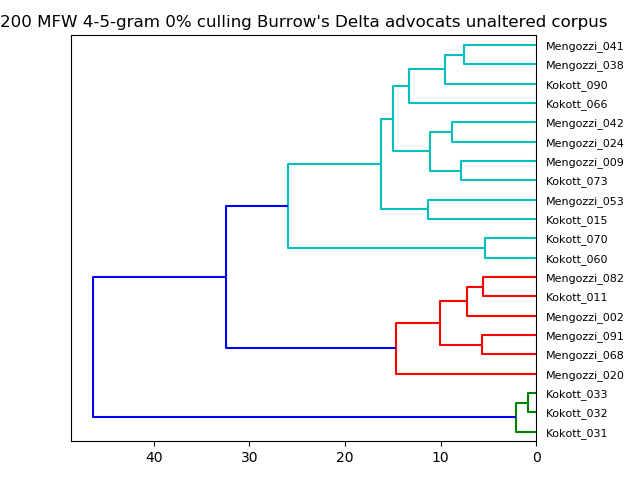 200 MFW 4-5-gram 0% culling Burrow's Delta advocats unaltered corpus
Mengozzi_041
Mengozzi_038
Kokott_090
Kokott_066
Mengozzi_042
Mengozzi_024
Mengozzi_009
Kokott_073
Mengozzi_053
Kokott_015
Kokott_070
Kokott_060
Mengozzi_082
Kokott_011
Mengozzi_002
Mengozzi_091
Mengozzi_068
Mengozzi_020
Kokott_033
Kokott_032
Kokott_031
40 30 20 10 0